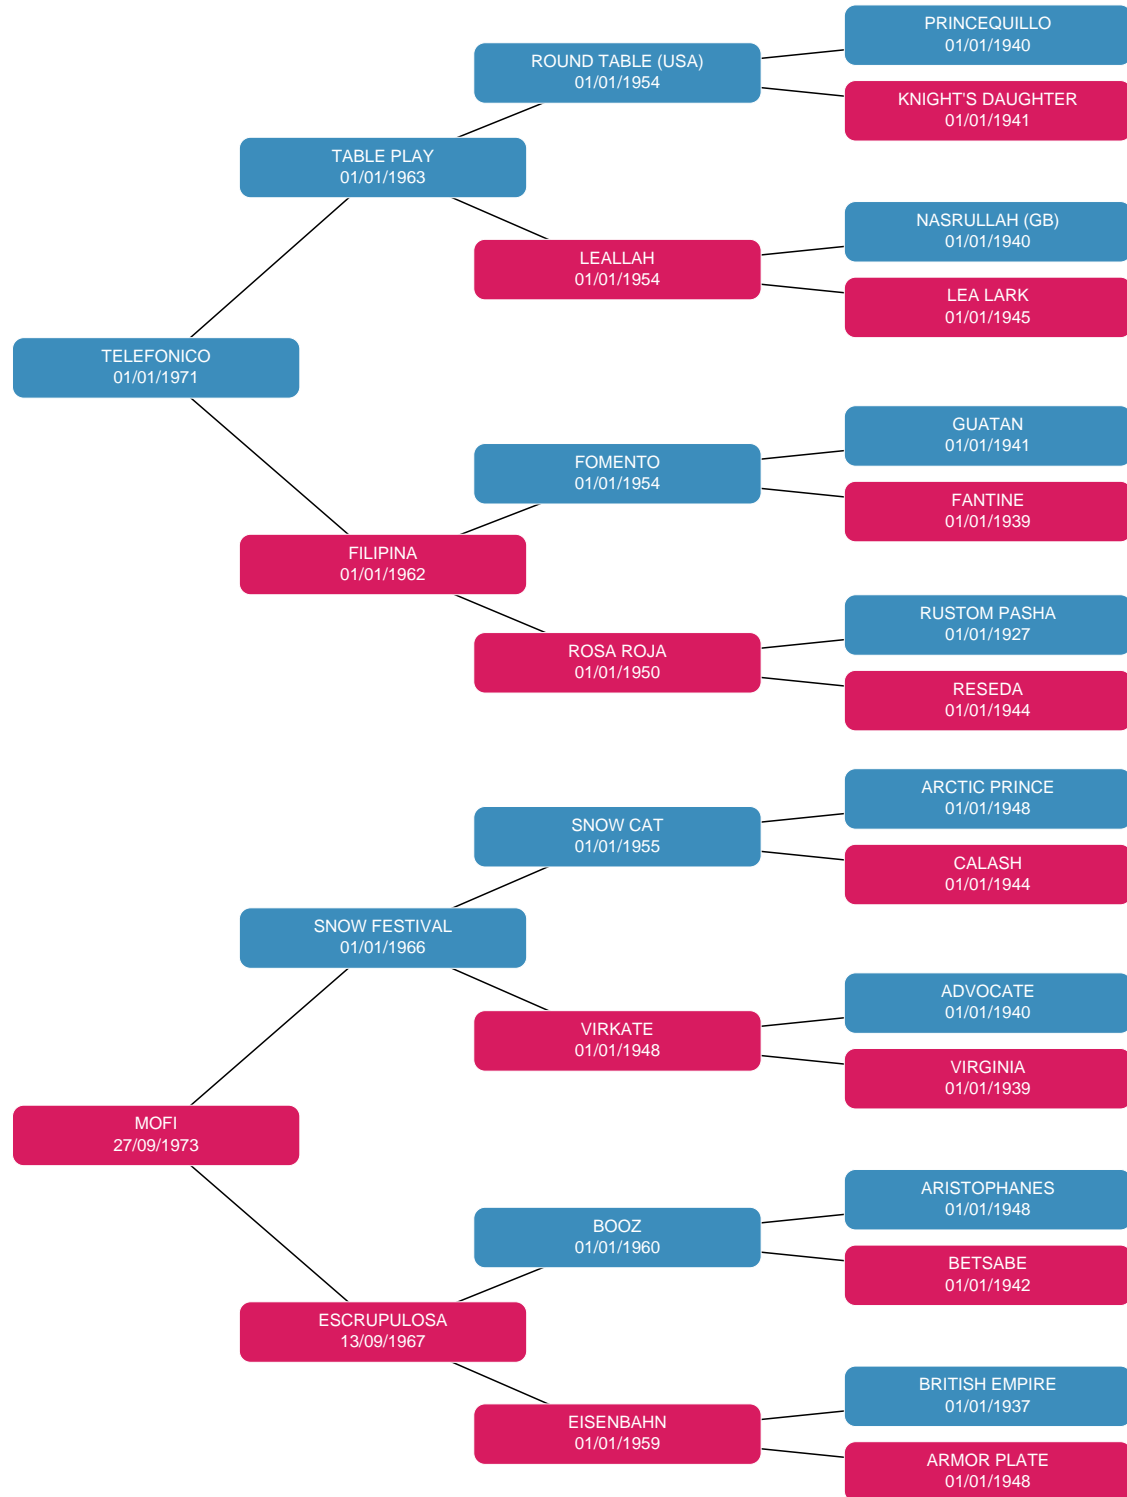 PRINCEQUILLO
01/01/1940
ROUND TABLE (USA)
01/01/1954
KNIGHT'S DAUGHTER
01/01/1941
TABLE PLAY
01/01/1963
NASRULLAH (GB)
01/01/1940
LEALLAH
01/01/1954
LEA LARK
01/01/1945
TELEFONICO
01/01/1971
GUATAN
01/01/1941
FOMENTO
01/01/1954
FANTINE
01/01/1939
FILIPINA
01/01/1962
RUSTOM PASHA
01/01/1927
ROSA ROJA
01/01/1950
RESEDA
01/01/1944
ARCTIC PRINCE
01/01/1948
SNOW CAT
01/01/1955
CALASH
01/01/1944
SNOW FESTIVAL
01/01/1966
ADVOCATE
01/01/1940
VIRKATE
01/01/1948
VIRGINIA
01/01/1939
MOFI
27/09/1973
ARISTOPHANES
01/01/1948
BOOZ
01/01/1960
BETSABE
01/01/1942
ESCRUPULOSA
13/09/1967
BRITISH EMPIRE
01/01/1937
EISENBAHN
01/01/1959
ARMOR PLATE
01/01/1948